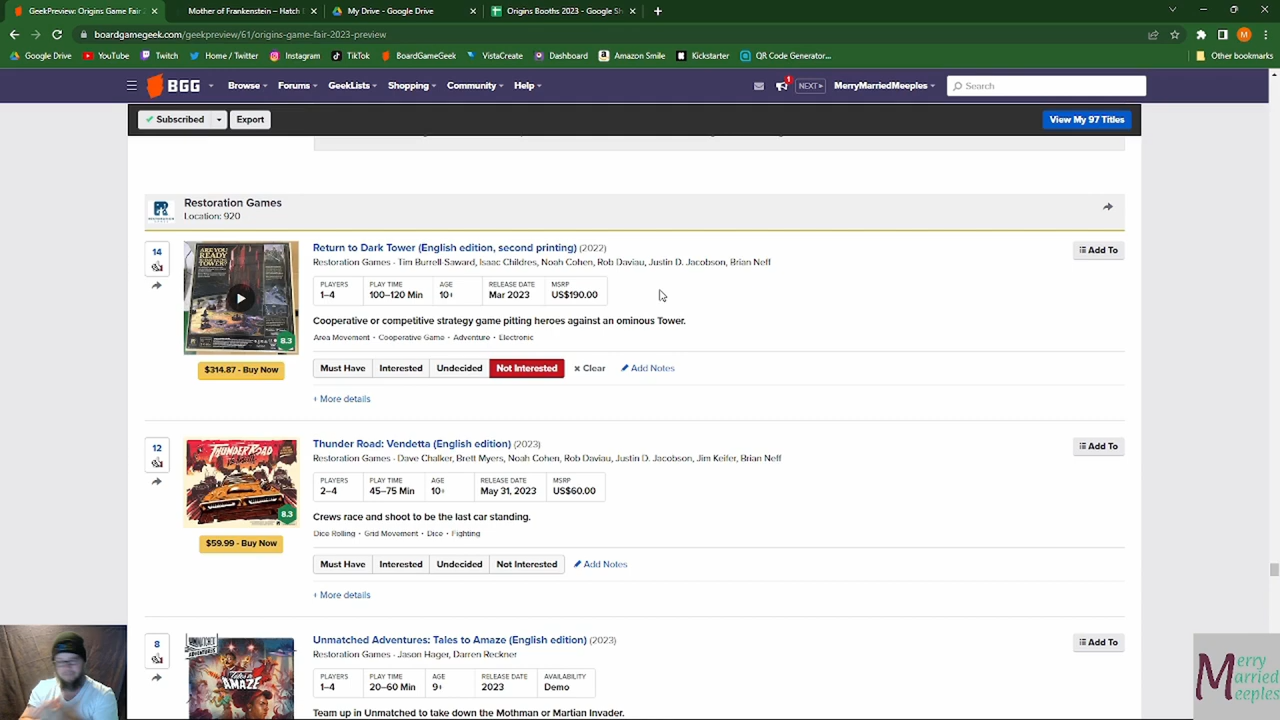 GeekPreview: Origins Game Fair 2
Mother of Frankenstein – Hatch E
My Drive - Google Drive
Origins Booths 2023 - Google Sh
boardgamegeek.com/geekpreview/61/origins-game-fair-2023-preview
Google Drive YouTube Twitch Home / Twitter Instagram TikTok BoardGameGeek VistaCreate Dashboard Amazon Smile Kickstarter QR Code Generator... Other bookmarks
BGG Browse Forums GeekLists Shopping Community Help 1 NEXT MerryMarriedMeeples Search
Subscribed Export View My 97 Titles
Restoration Games
Location: 920
14
Return to Dark Tower (English edition, second printing) (2022)
Add To
Restoration Games - Tim Burrell-Saward, Isaac Childres, Noah Cohen, Rob Daviau, Justin D. Jacobson, Brian Neff
ARE YOU READY
TOWER?
8.3
PLAYERS PLAY TIME AGE RELEASE DATE MSRP
1–4 100–120 Min 10+ Mar 2023 US$190.00
Cooperative or competitive strategy game pitting heroes against an ominous Tower.
Area Movement • Cooperative Game • Adventure • Electronic
$314.87 - Buy Now
Must Have Interested Undecided Not Interested × Clear Add Notes
+ More details
12
Thunder Road: Vendetta (English edition) (2023)
Add To
Restoration Games - Dave Chalker, Brett Myers, Noah Cohen, Rob Daviau, Justin D. Jacobson, Jim Keifer, Brian Neff
THUNDER ROAD
8.3
PLAYERS PLAY TIME AGE RELEASE DATE MSRP
2–4 45–75 Min 10+ May 31, 2023 US$60.00
Crews race and shoot to be the last car standing.
Dice Rolling • Grid Movement • Dice • Fighting
$59.99 - Buy Now
Must Have Interested Undecided Not Interested Add Notes
+ More details
8
Unmatched Adventures: Tales to Amaze (English edition) (2023)
Add To
Restoration Games - Jason Hager, Darren Reckner
UNMATCHED
ADVENTURES
Tales to
AMAZE
PLAYERS PLAY TIME AGE RELEASE DATE AVAILABILITY
1–4 20–60 Min 9+ 2023 Demo
Team up in Unmatched to take down the Mothman or Martian Invader.
Merry
Married
Meeples